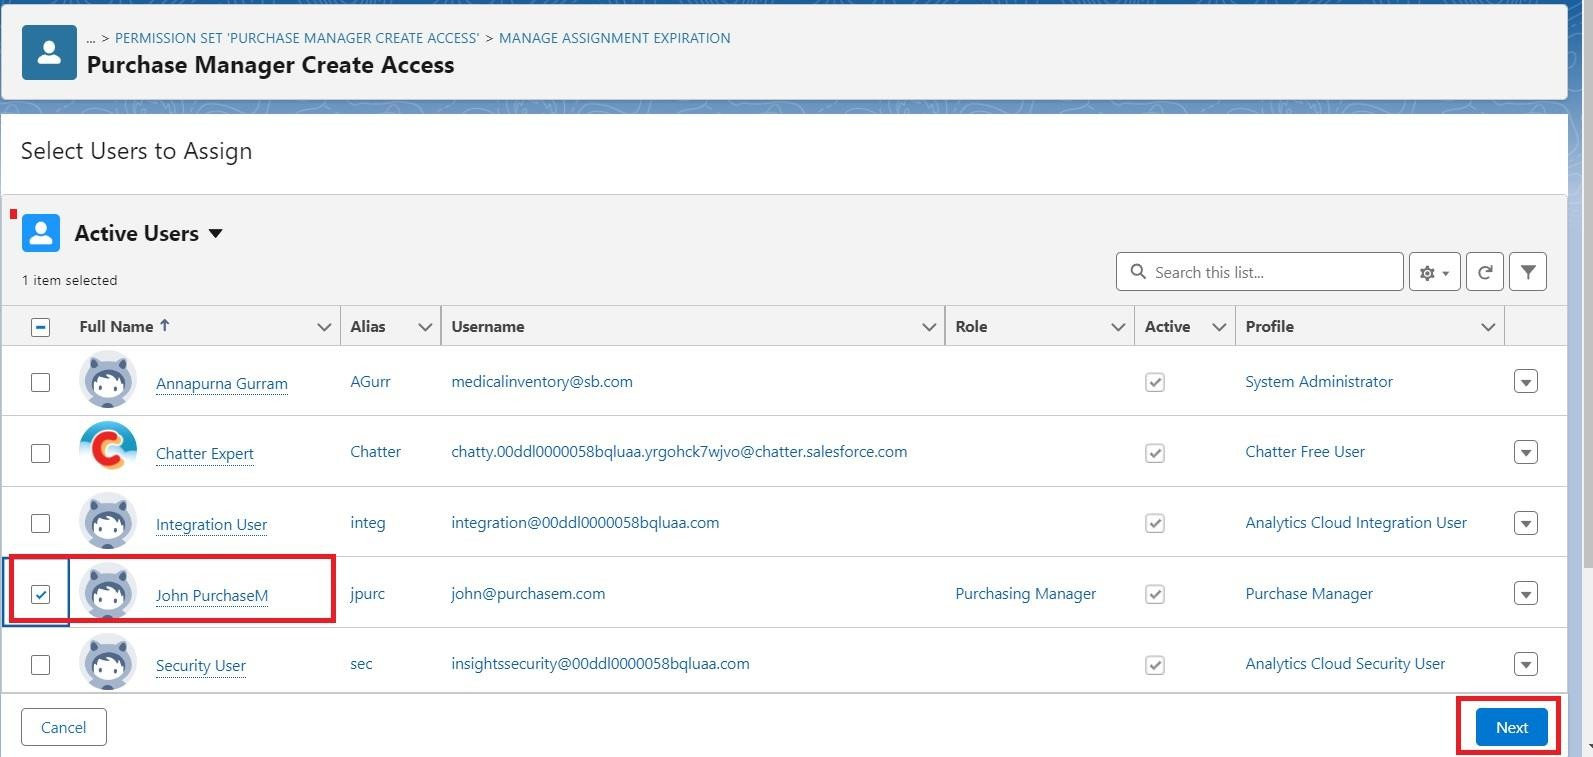 ... > PERMISSION SET 'PURCHASE MANAGER CREATE ACCESS' > MANAGE ASSIGNMENT EXPIRATION
Purchase Manager Create Access
Select Users to Assign
Active Users
1 item selected
Search this list...
Full Name Alias Username Role Active Profile
Annapurna Gurram AGurr medicalinventory@sb.com System Administrator
Chatter Expert Chatter chatty.00ddl0000058bqluaa.yrgohck7wjvo@chatter.salesforce.com Chatter Free User
Integration User integ integration@00ddl0000058bqluaa.com Analytics Cloud Integration User
John PurchaseM jpurc john@purchasem.com Purchasing Manager Purchase Manager
Security User sec insightssecurity@00ddl0000058bqluaa.com Analytics Cloud Security User
Cancel Next